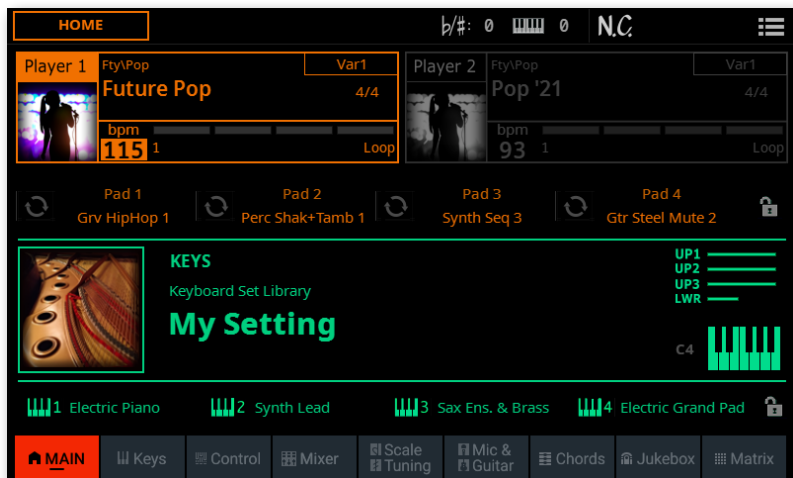 HOME
♭/#: 0 0 N.C.
Player 1 Fty\Pop Var1
Future Pop
4/4
bpm
115 1 Loop
Player 2 Fty\Pop Var1
Pop '21
4/4
bpm
93 1 Loop
Pad 1
Grv HipHop 1
Pad 2
Perc Shak+Tamb 1
Pad 3
Synth Seq 3
Pad 4
Gtr Steel Mute 2
KEYS
Keyboard Set Library
My Setting
UP1
UP2
UP3
LWR
C4
1 Electric Piano
2 Synth Lead
3 Sax Ens. & Brass
4 Electric Grand Pad
MAIN
Keys
Control
Mixer
Scale
Tuning
Mic &
Guitar
Chords
Jukebox
Matrix